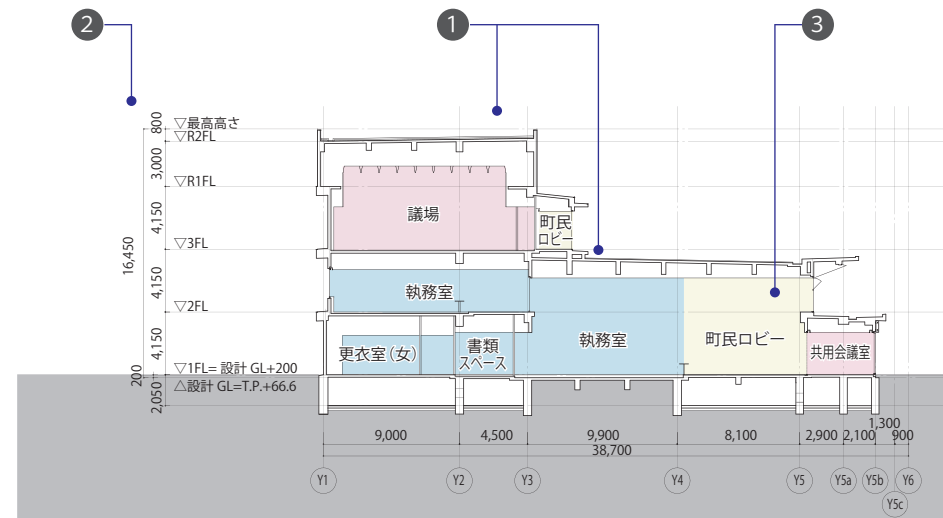 2
1
3
800
▽最高高さ
▽R2FL
3,000
▽R1FL
4,150
議場
町民
ロビー
▽3FL
16,450
4,150
執務室
▽2FL
4,150
更衣室(女)
書類
スペース
執務室
町民ロビー
共用会議室
▽1FL= 設計 GL+200
200
△設計 GL=T.P.+66.6
2,050
1,300
9,000
4,500
9,900
8,100
2,900
2,100
900
38,700
Y1
Y2
Y3
Y4
Y5
Y5a
Y5b
Y6
Y5c